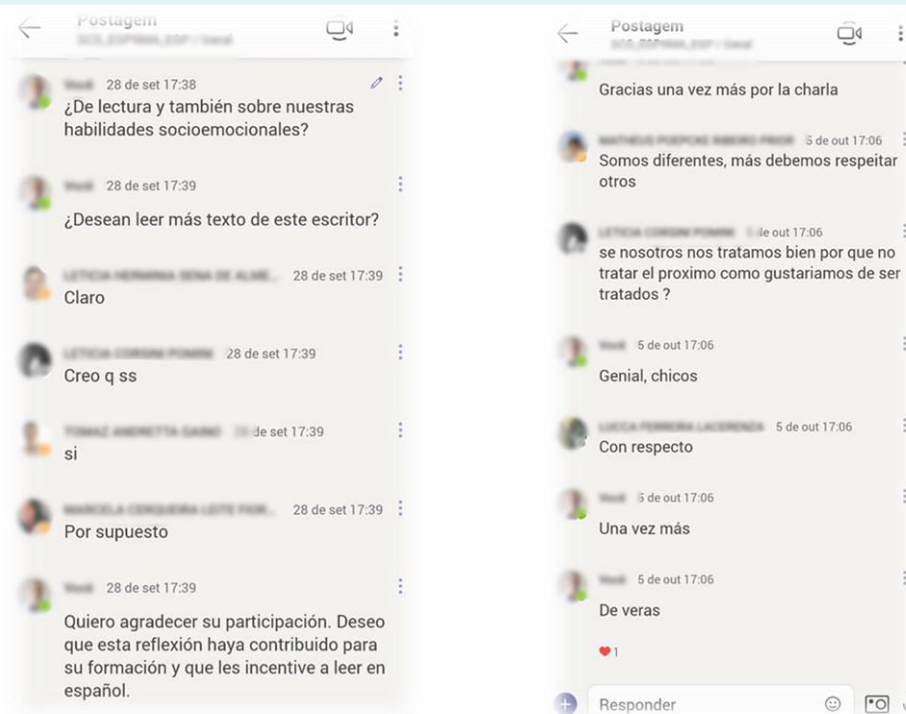 Postagem
28 de set 17:38
¿De lectura y también sobre nuestras
habilidades socioemocionales?
28 de set 17:39
¿Desean leer más texto de este escritor?
28 de set 17:39
Claro
28 de set 17:39
Creo q ss
de set 17:39
si
28 de set 17:39
Por supuesto
28 de set 17:39
Quiero agradecer su participación. Deseo
que esta reflexión haya contribuido para
su formación y que les incentive a leer en
español.
Postagem
Gracias una vez más por la charla
5 de out 17:06
Somos diferentes, más debemos respeitar
otros
de out 17:06
se nosotros nos tratamos bien por que no
tratar el proximo como gustariamos de ser
tratados ?
5 de out 17:06
Genial, chicos
5 de out 17:06
Con respecto
5 de out 17:06
Una vez más
5 de out 17:06
De veras
1
Responder